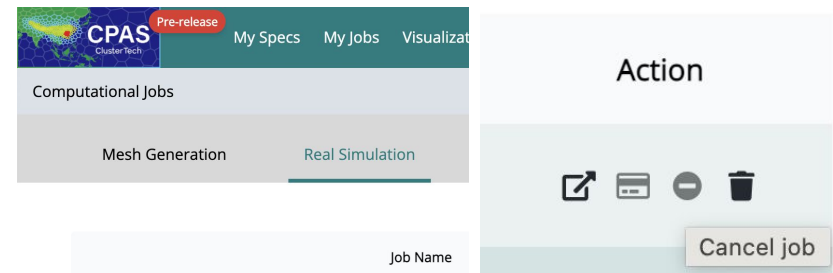 CPAS
ClusterTech
Pre-release
My Specs My Jobs Visualizat
Computational Jobs
Mesh Generation Real Simulation
Job Name
Action
Cancel job